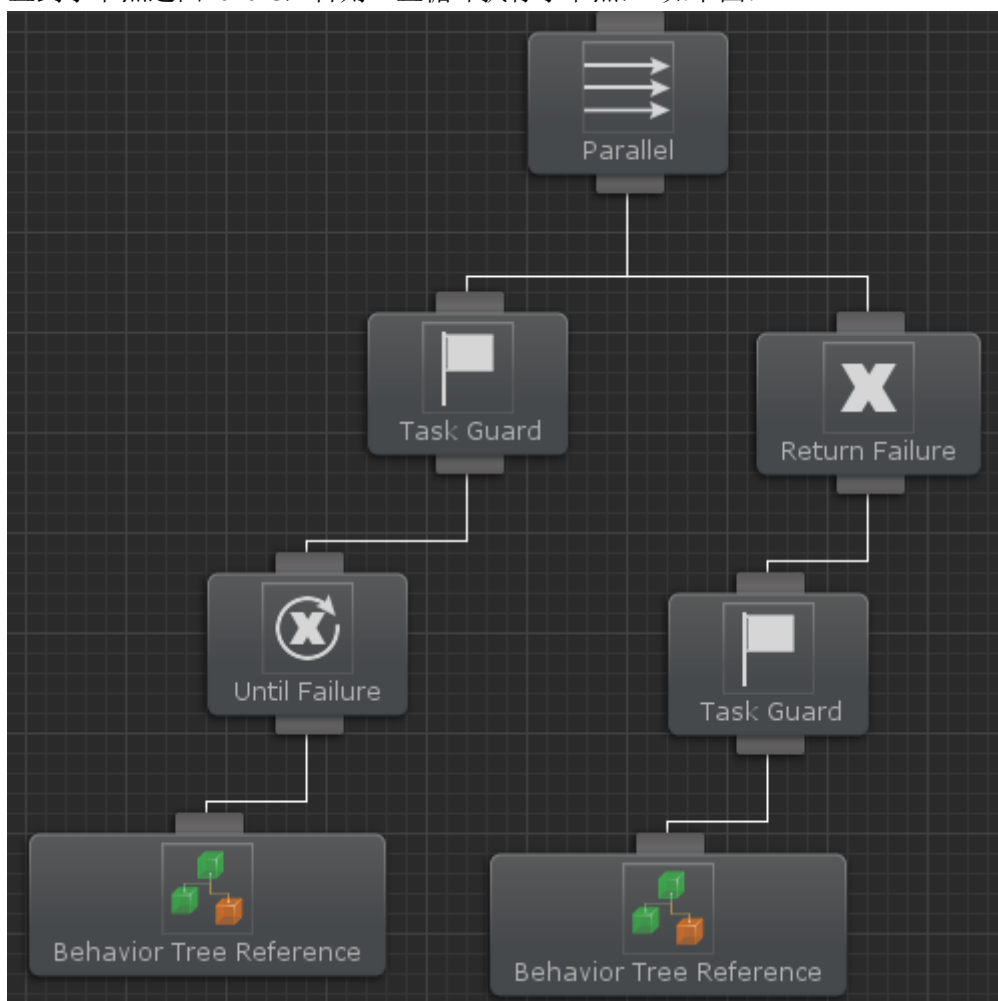 Parallel
Task Guard
Return Failure
Until Failure
Task Guard
Behavior Tree Reference
Behavior Tree Reference